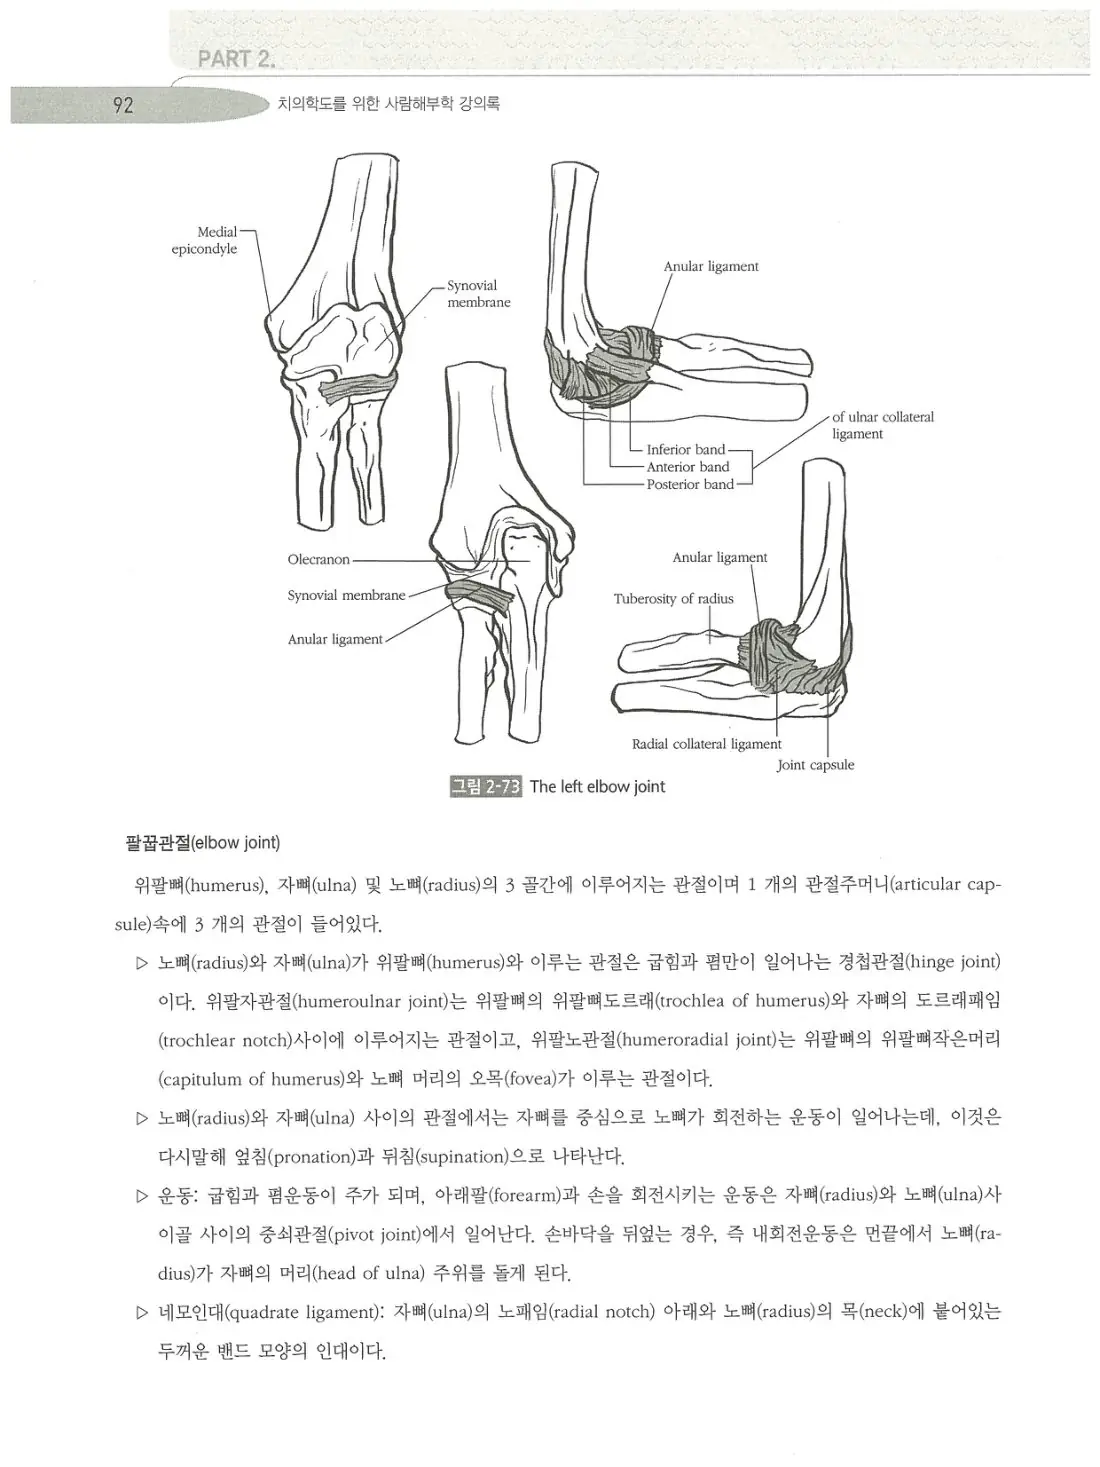 PART 2.
92
치의학도를 위한 사람해부학 강의록
Medial
epicondyle
Synovial
membrane
Anular ligament
of ulnar collateral
ligament
Inferior band
Anterior band
Posterior band
Olecranon
Synovial membrane
Anular ligament
Anular ligament
Tuberosity of radius
Radial collateral ligament
Joint capsule
그림 2-73 The left elbow joint
팔꿉관절(elbow joint)
위팔뼈(humerus), 자뼈(ulna) 및 노뼈(radius)의 3 골간에 이루어지는 관절이며 1 개의 관절주머니(articular cap-
sule)속에 3 개의 관절이 들어있다.
▷ 노뼈(radius)와 자뼈(ulna)가 위팔뼈(humerus)와 이루는 관절은 굽힘과 폄만이 일어나는 경첩관절(hinge joint)
이다. 위팔자관절(humeroulnar joint)는 위팔뼈의 위팔뼈도르래(trochlea of humerus)와 자뼈의 도르래패임
(trochlear notch)사이에 이루어지는 관절이고, 위팔노관절(humeroradial joint)는 위팔뼈의 위팔뼈작은머리
(capitulum of humerus)와 노뼈 머리의 오목(fovea)가 이루는 관절이다.
▷ 노뼈(radius)와 자뼈(ulna) 사이의 관절에서는 자뼈를 중심으로 노뼈가 회전하는 운동이 일어나는데, 이것은
다시말해 엎침(pronation)과 뒤침(supination)으로 나타난다.
▷ 운동: 굽힘과 폄운동이 주가 되며, 아래팔(forearm)과 손을 회전시키는 운동은 자뼈(radius)와 노뼈(ulna)사
이골 사이의 중쇠관절(pivot joint)에서 일어난다. 손바닥을 뒤엎는 경우, 즉 내회전운동은 먼끝에서 노뼈(ra-
dius)가 자뼈의 머리(head of ulna) 주위를 돌게 된다.
▷ 네모인대(quadrate ligament): 자뼈(ulna)의 노패임(radial notch) 아래와 노뼈(radius)의 목(neck)에 붙어있는
두꺼운 밴드 모양의 인대이다.